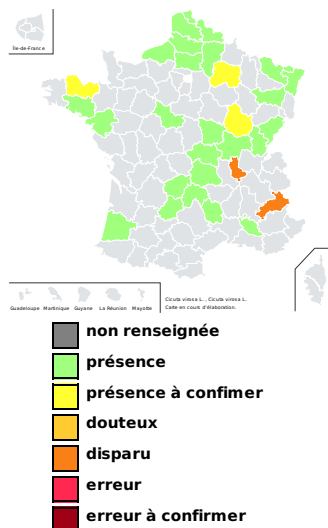 Île-de-France
Guadeloupe Martinique Guyane La Réunion Mayotte
Cicuta virosa L., Cicuta virosa L.
Carte en cours d'élaboration.
non renseignée
présence
présence à confimer
douteux
disparu
erreur
erreur à confirmer